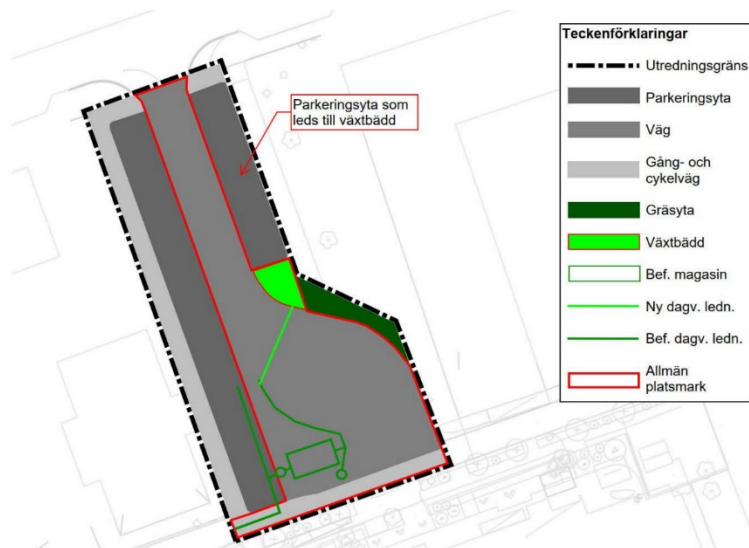 Parkeringsyta som
leds till växtbädd
Teckenförklaringar
Utredningsgräns
Parkeringsyta
Väg
Gång- och
cykelväg
Gräsyta
Växtbädd
Bef. magasin
Ny dagv. ledn.
Bef. dagv. ledn.
Allmän
platsmark